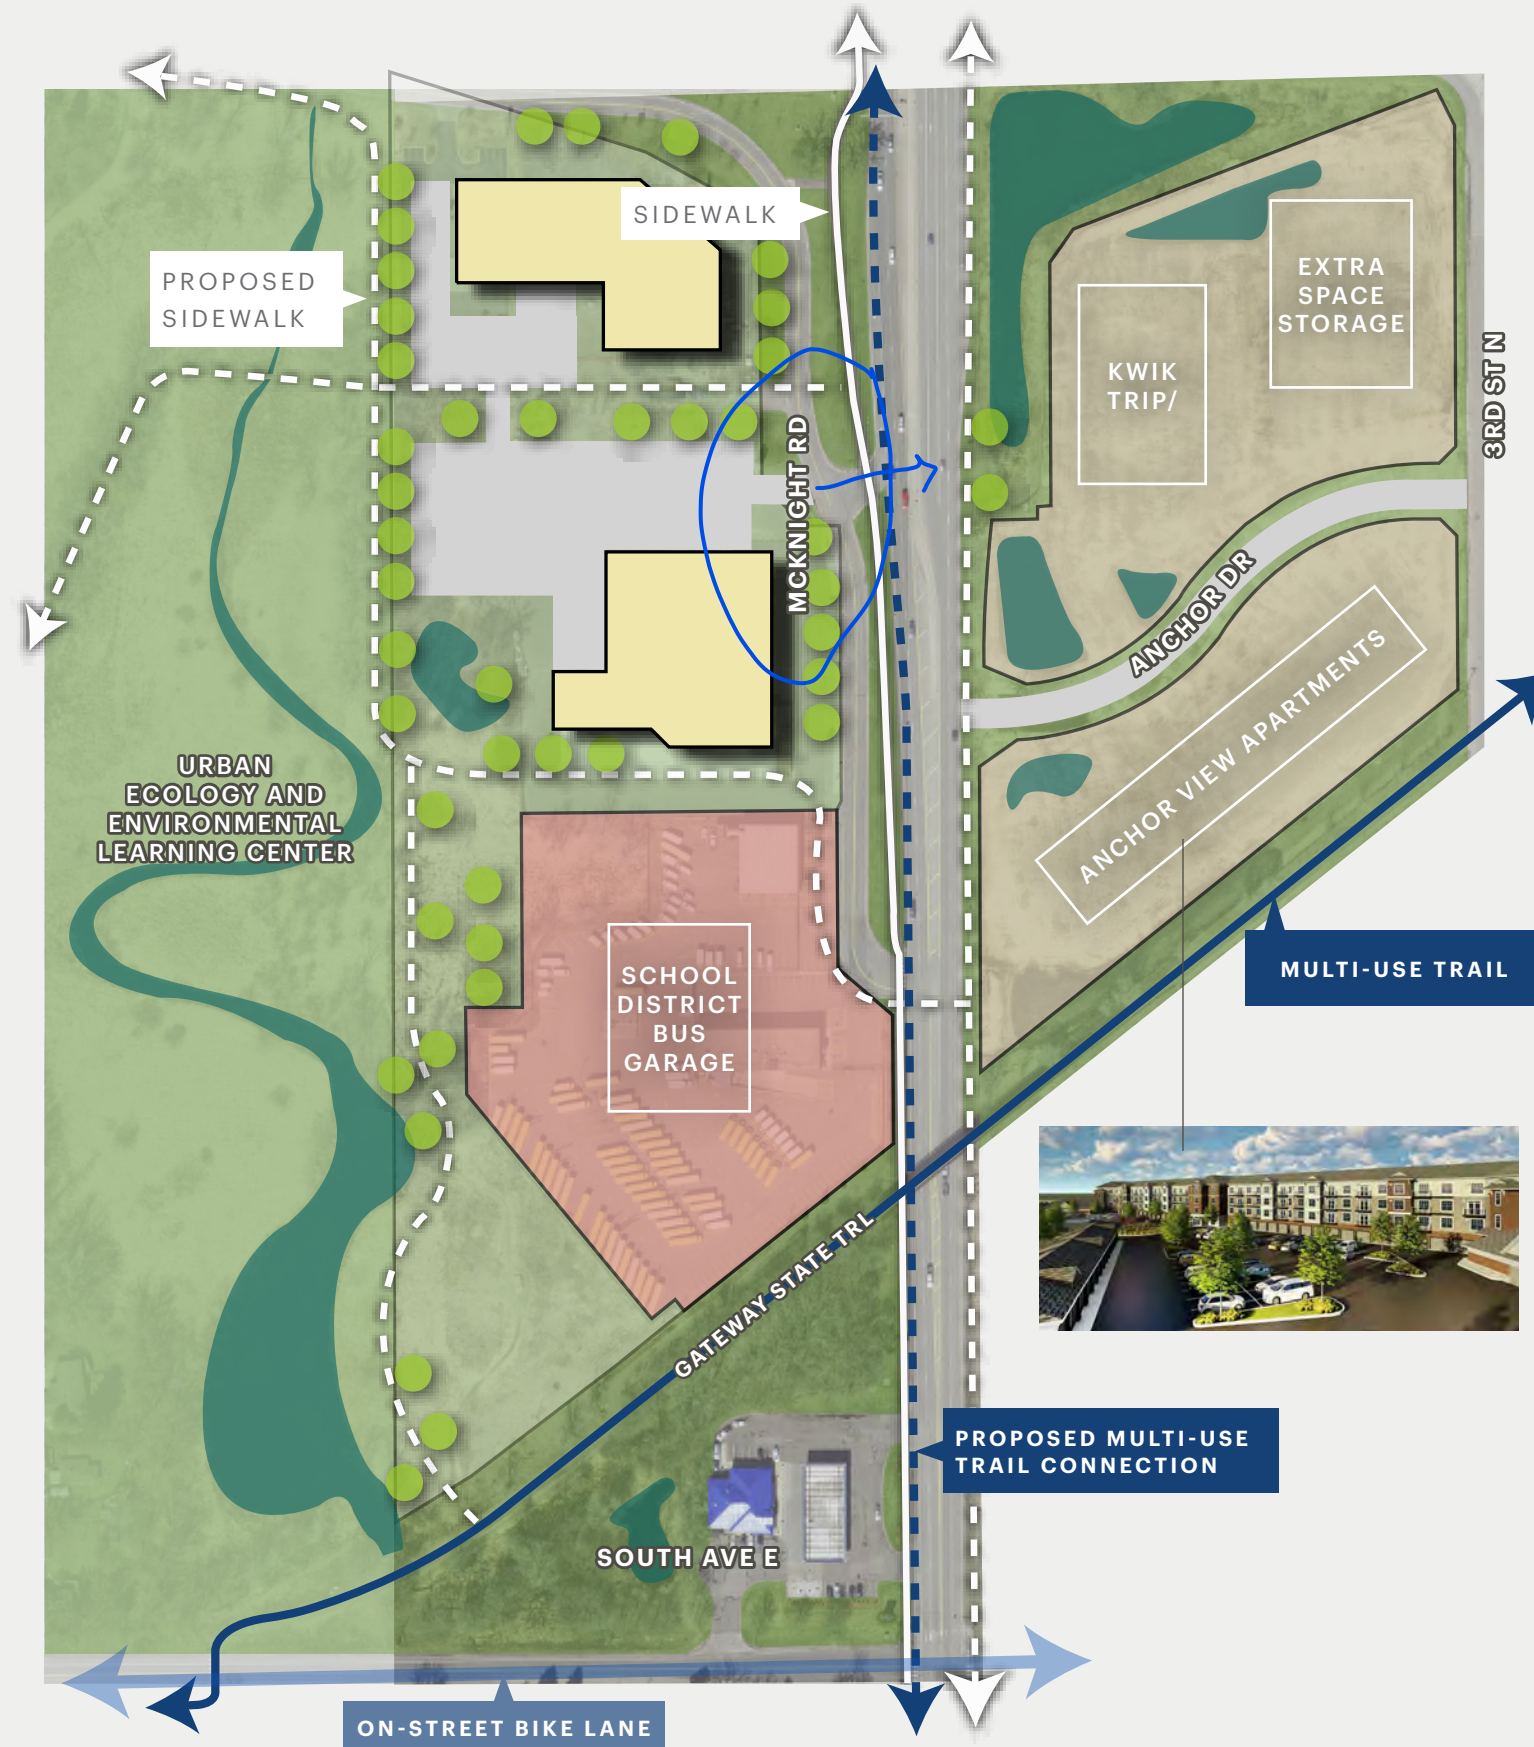 SIDEWALK
PROPOSED
SIDEWALK
EXTRA
SPACE
STORAGE
KWIK
TRIP/
3RD ST N
MCKNIGHT RD
ANCHOR DR
ANCHOR VIEW APARTMENTS
URBAN
ECOLOGY AND
ENVIRONMENTAL
LEARNING CENTER
SCHOOL
DISTRICT
BUS
GARAGE
MULTI-USE TRAIL
GATEWAY STATE TRL
PROPOSED MULTI-USE
TRAIL CONNECTION
SOUTH AVE E
ON-STREET BIKE LANE